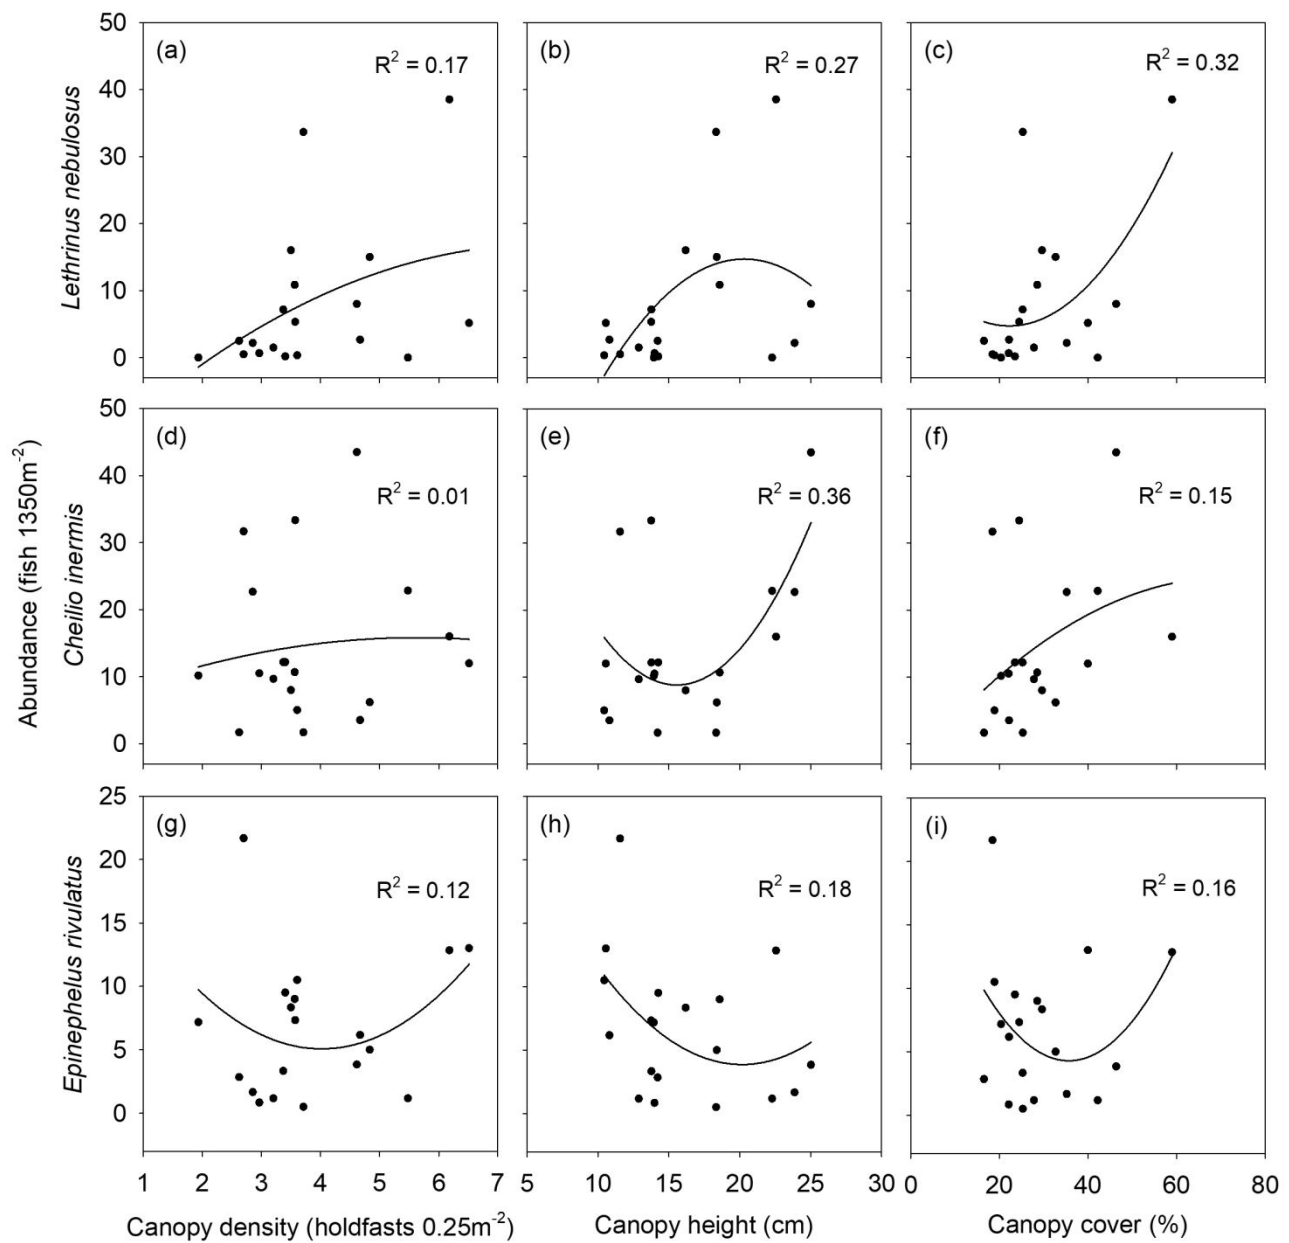 Abundance (fish 1350m⁻²)
Lethrinus nebulosus
50
40
30
20
10
0
(a)
R² = 0.17
(b)
R² = 0.27
(c)
R² = 0.32
Cheilio inermis
50
40
30
20
10
0
(d)
R² = 0.01
(e)
R² = 0.36
(f)
R² = 0.15
Epinephelus rivulatus
25
20
15
10
5
0
(g)
R² = 0.12
(h)
R² = 0.18
(i)
R² = 0.16
1 2 3 4 5 6 7
5 10 15 20 25 30
0 20 40 60 80
Canopy density (holdfasts 0.25m⁻²)
Canopy height (cm)
Canopy cover (%)